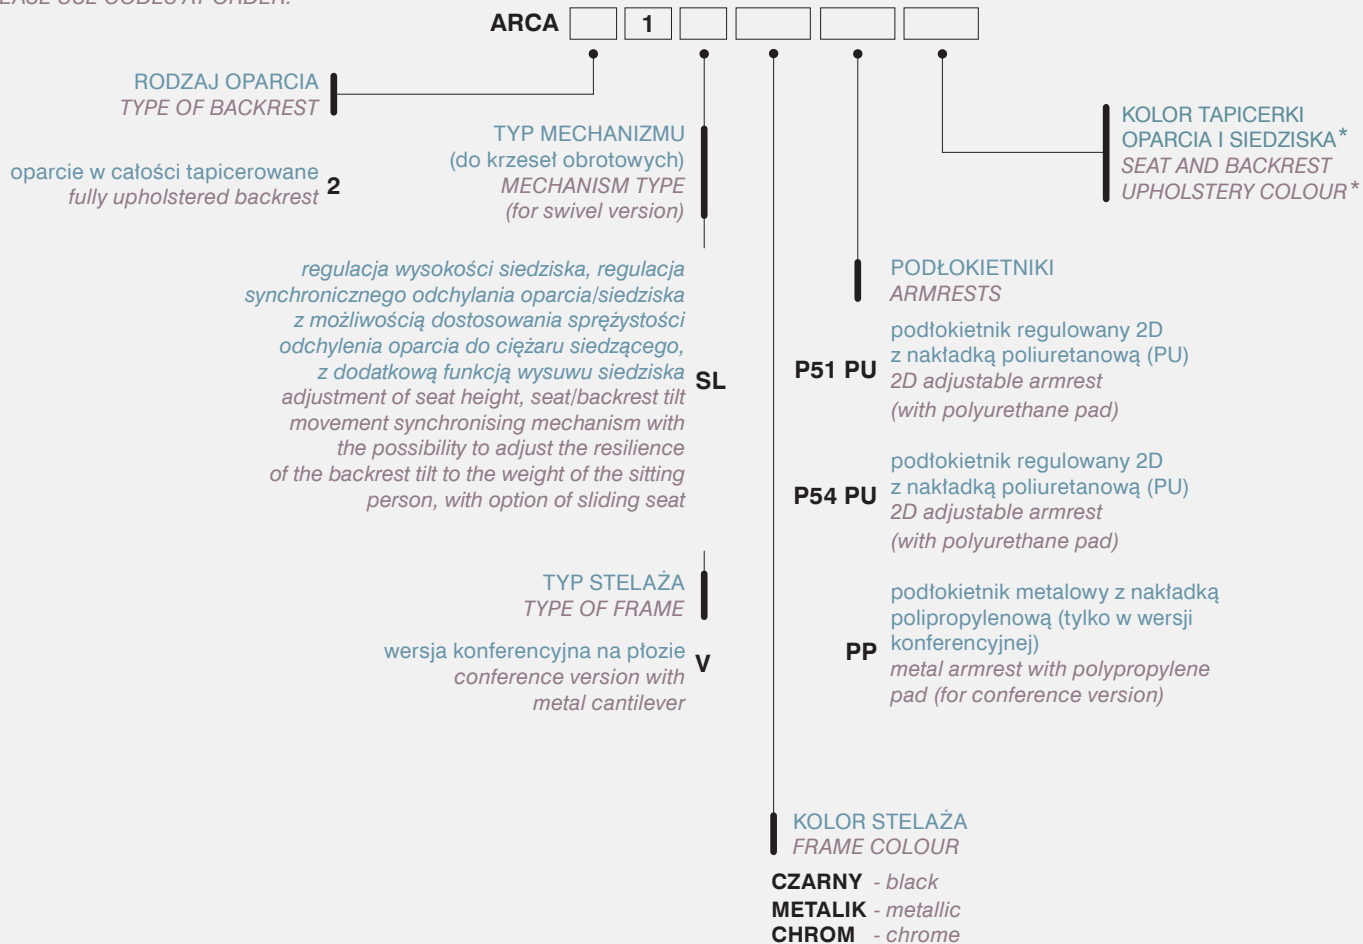 USE CODES AT ORDER.
ARCA 1
RODZAJ OPARCIA
TYPE OF BACKREST
oparcie w całości tapicerowane
fully upholstered backrest
2
TYP MECHANIZMU
(do krzeseł obrotowych)
MECHANISM TYPE
(for swivel version)
regulacja wysokości siedziska, regulacja
synchronicznego odchylania oparcia/siedziska
z możliwością dostosowania sprężystości
odchylenia oparcia do ciężaru siedzącego,
z dodatkową funkcją wysuwu siedziska
SL
adjustment of seat height, seat/backrest tilt
movement synchronising mechanism with
the possibility to adjust the resilience
of the backrest tilt to the weight of the sitting
person, with option of sliding seat
TYP STELAŻA
TYPE OF FRAME
wersja konferencyjna na płozie
V
conference version with
metal cantilever
KOLOR TAPICERKI
OPARCIA I SIEDZISKA*
SEAT AND BACKREST
UPHOLSTERY COLOUR*
PODŁOKIETNIKI
ARMRESTS
P51 PU
podłokietnik regulowany 2D
z nakładką poliuretanową (PU)
2D adjustable armrest
(with polyurethane pad)
P54 PU
podłokietnik regulowany 2D
z nakładką poliuretanową (PU)
2D adjustable armrest
(with polyurethane pad)
PP
podłokietnik metalowy z nakładką
polipropylenową (tylko w wersji
konferencyjnej)
metal armrest with polypropylene
pad (for conference version)
KOLOR STELAŻA
FRAME COLOUR
CZARNY - black
METALIK - metallic
CHROM - chrome